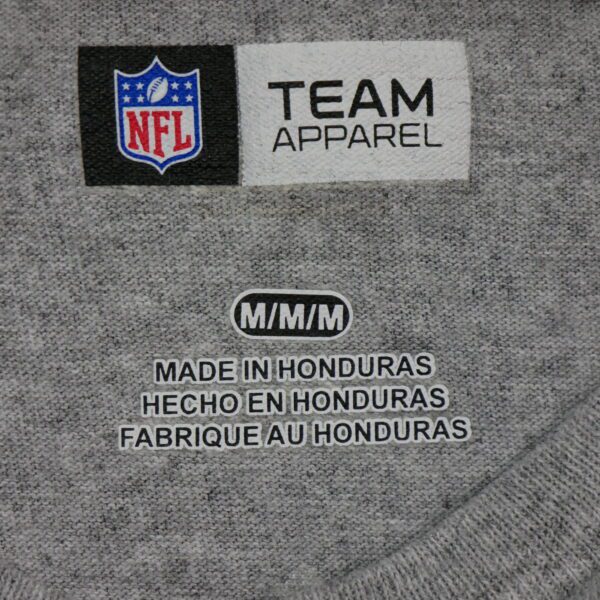 NFL
TEAM
APPAREL
M/M/M
MADE IN HONDURAS
HECHO EN HONDURAS
FABRIQUE AU HONDURAS